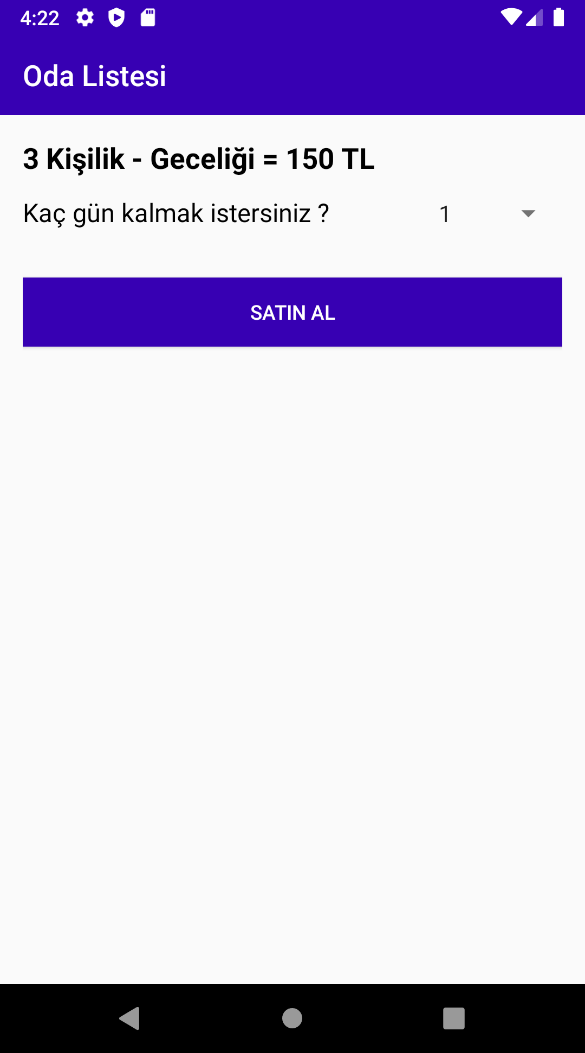 4:22
Oda Listesi
3 Kişilik - Geceliği = 150 TL
Kaç gün kalmak istersiniz ? 1
SATIN AL